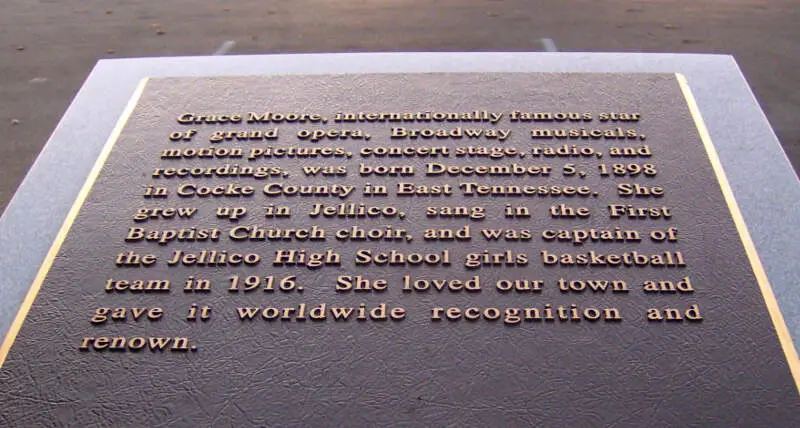 Grace Moore, internationally famous star
of grand opera, Broadway musicals,
motion pictures, concert stage, radio, and
recordings, was born December 5, 1898
in Cocke County in East Tennessee. She
grew up in Jellico, sang in the First
Baptist Church choir, and was captain of
the Jellico High School girls basketball
team in 1916. She loved our town and
gave it worldwide recognition and
renown.